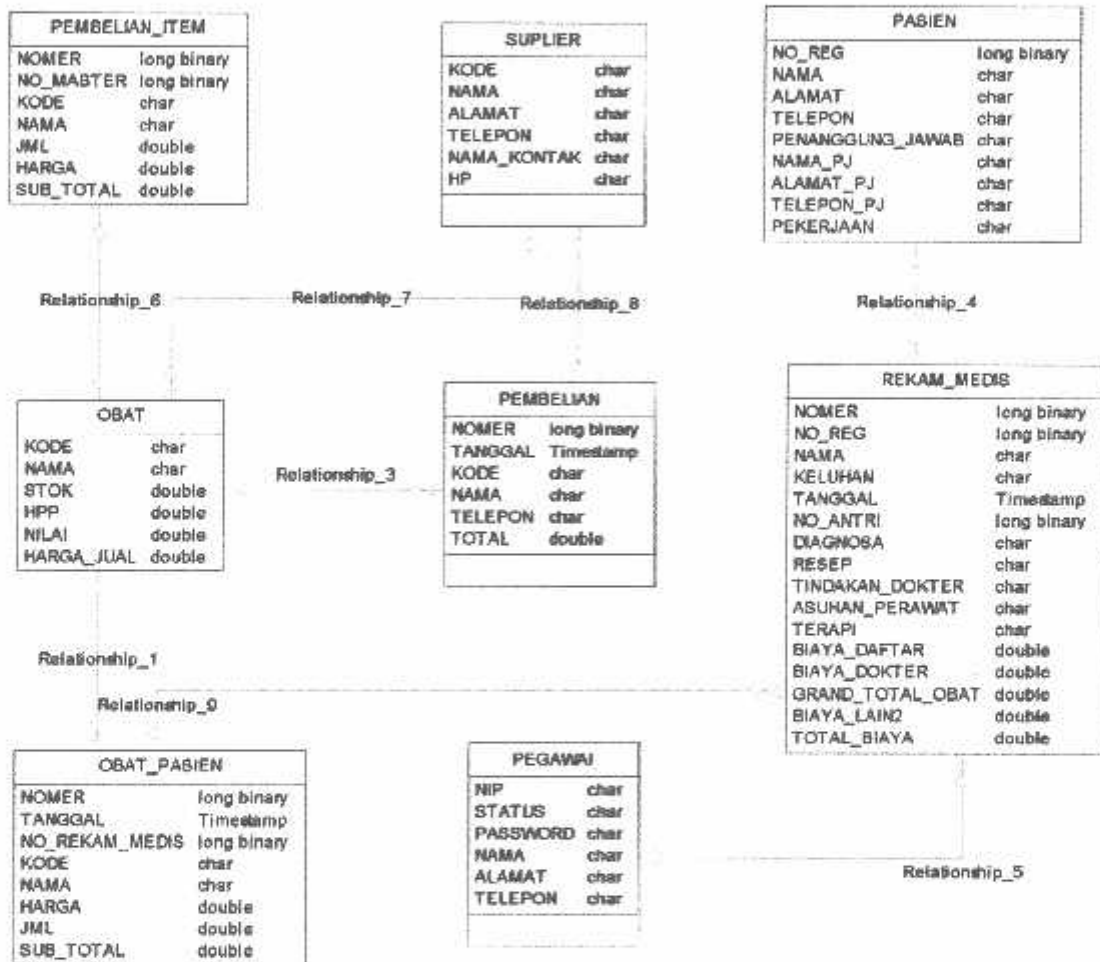 PEMBELIAN_ITEM
NOMER long binary
NO_MASTER long binary
KODE char
NAMA char
JML double
HARGA double
SUB_TOTAL double
SUPLIER
KODE char
NAMA char
ALAMAT char
TELEPON char
NAMA_KONTAK char
HP char
PASIEN
NO_REG long binary
NAMA char
ALAMAT char
TELEPON char
PENANGGUNG_JAWAB char
NAMA_PJ char
ALAMAT_PJ char
TELEPON_PJ char
PEKERJAAN char
Relationship_6
Relationship_7
Relationship_8
Relationship_4
OBAT
KODE char
NAMA char
STOK double
HPP double
NILAI double
HARGA_JUAL double
Relationship_3
PEMBELIAN
NOMER long binary
TANGGAL Timestamp
KODE char
NAMA char
TELEPON char
TOTAL double
REKAM_MEDIS
NOMER long binary
NO_REG long binary
NAMA char
KELUHAN char
TANGGAL Timestamp
NO_ANTRI long binary
DIAGNOSA char
RESEP char
TINDAKAN_DOKTER char
ASUHAN_PERAWAT char
TERAPI char
BIAYA_DAFTAR double
BIAYA_DOKTER double
GRAND_TOTAL_OBAT double
BIAYA_LAIN2 double
TOTAL_BIAYA double
Relationship_1
Relationship_9
OBAT_PASIEN
NOMER long binary
TANGGAL Timestamp
NO_REKAM_MEDIS long binary
KODE char
NAMA char
HARGA double
JML double
SUB_TOTAL double
PEGAWAI
NIP char
STATUS char
PASSWORD char
NAMA char
ALAMAT char
TELEPON char
Relationship_5